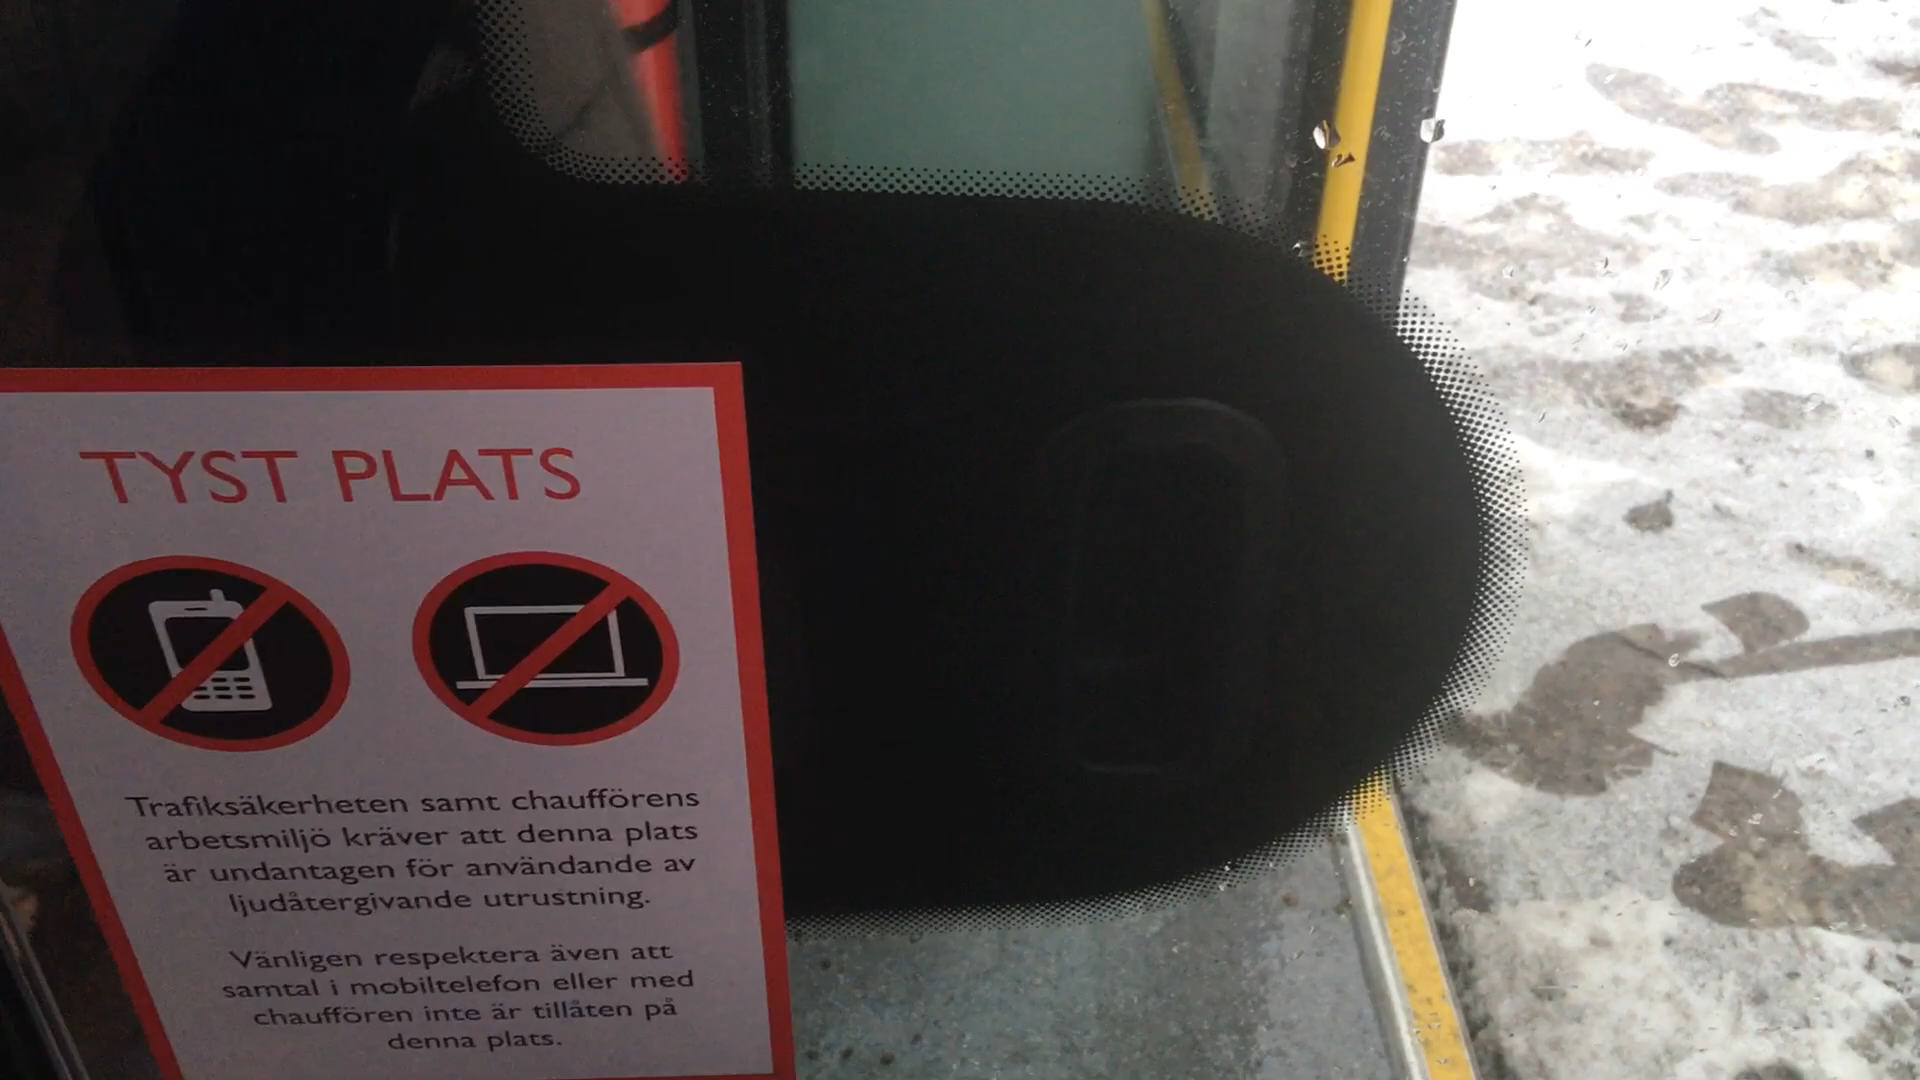 TYST PLATS
Trafiksäkerheten samt chaufförens
arbetsmiljö kräver att denna plats
är undantagen för användande av
ljudåtergivande utrustning.
Vänligen respektera även att
samtal i mobiltelefon eller med
chauffören inte är tillåten på
denna plats.